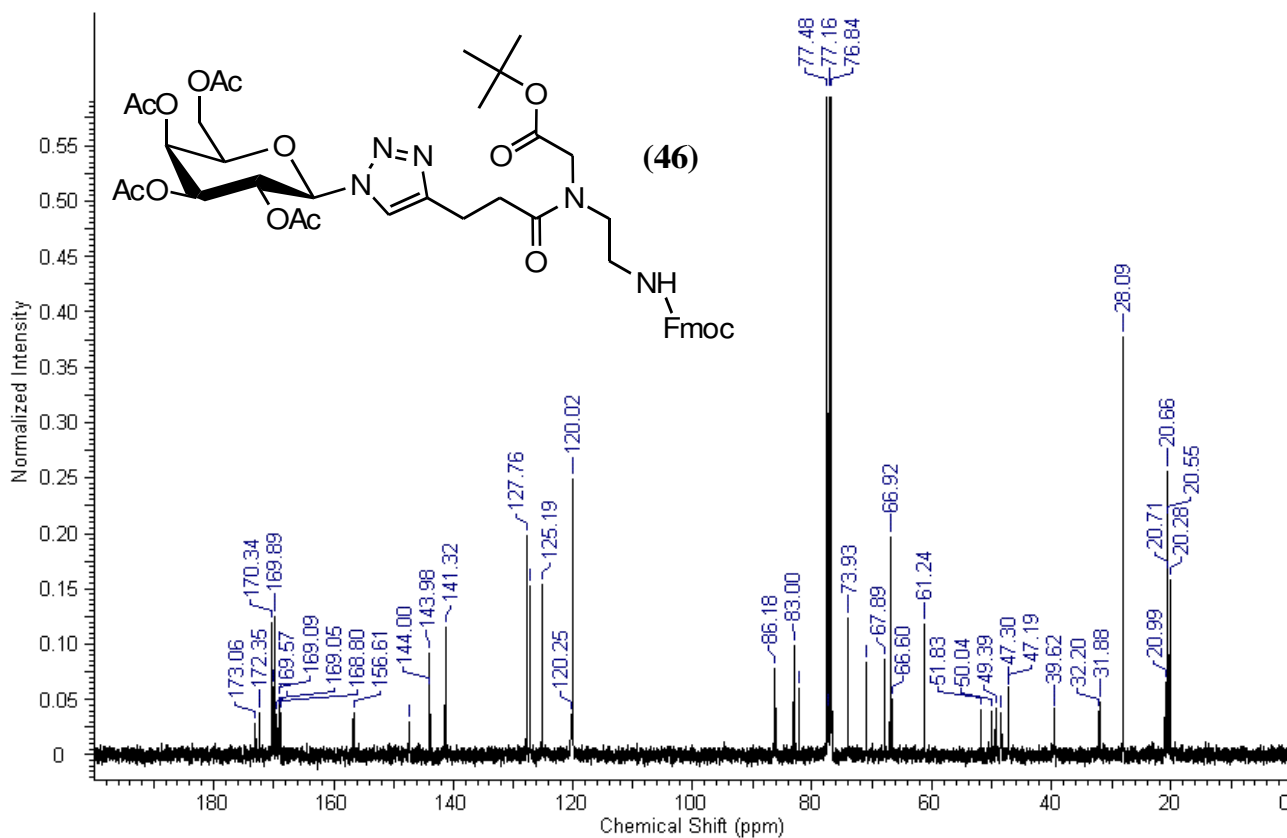 77.48
77.16
76.84
OAc
AcO
O
AcO
OAc
N
N
N
N
O
O
N
O
NH
Fmoc
(46)
170.34
169.89
173.06
172.35
169.57
169.09
169.05
168.80
156.61
144.00
143.98
141.32
127.76
125.19
120.25
120.02
86.18
83.00
73.93
67.89
66.92
66.60
61.24
51.83
50.04
49.39
47.30
47.19
39.62
32.20
31.88
28.09
20.99
20.71
20.66
20.55
20.28
Normalized Intensity
0.55
0.50
0.45
0.40
0.35
0.30
0.25
0.20
0.15
0.10
0.05
0
180 160 140 120 100 80 60 40 20 0
Chemical Shift (ppm)